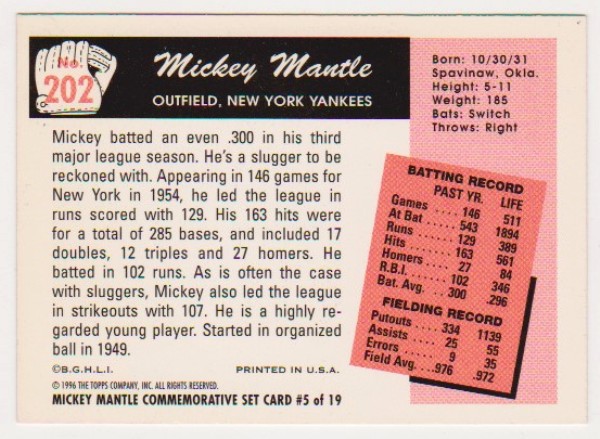 No.
202
Mickey Mantle
OUTFIELD, NEW YORK YANKEES
Born: 10/30/31
Spavinaw, Okla.
Height: 5-11
Weight: 185
Bats: Switch
Throws: Right
Mickey batted an even .300 in his third
major league season. He's a slugger to be
reckoned with. Appearing in 146 games for
New York in 1954, he led the league in
runs scored with 129. His 163 hits were
for a total of 285 bases, and included 17
doubles, 12 triples and 27 homers. He
batted in 102 runs. As is often the case
with sluggers, Mickey also led the league
in strikeouts with 107. He is a highly re-
garded young player. Started in organized
ball in 1949.
BATTING RECORD
PAST YR. LIFE
Games .... 146 511
At Bat .... 543 1894
Runs .... 129 389
Hits .... 163 561
Homers .... 27 84
R.B.I. .... 102 346
Bat. Avg. ... .300 .296
FIELDING RECORD
Putouts .... 334 1139
Assists .... 25 55
Errors .... 9 35
Field Avg. .. .976 .972
©B.G.H.L.I. PRINTED IN U.S.A.
© 1996 THE TOPPS COMPANY, INC. ALL RIGHTS RESERVED.
MICKEY MANTLE COMMEMORATIVE SET CARD #5 of 19